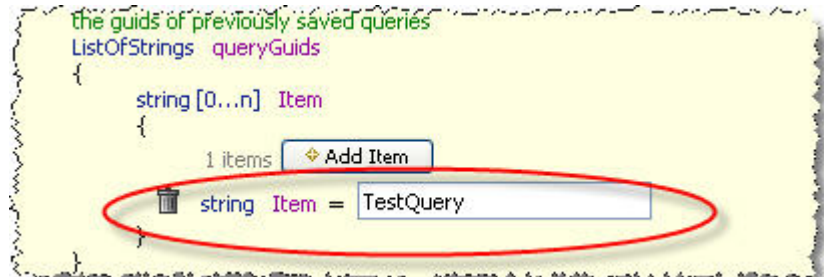 the guids of previously saved queries
ListOfStrings queryGuids
{
string [0...n] Item
{
1 items Add Item
string Item = TestQuery
}
}